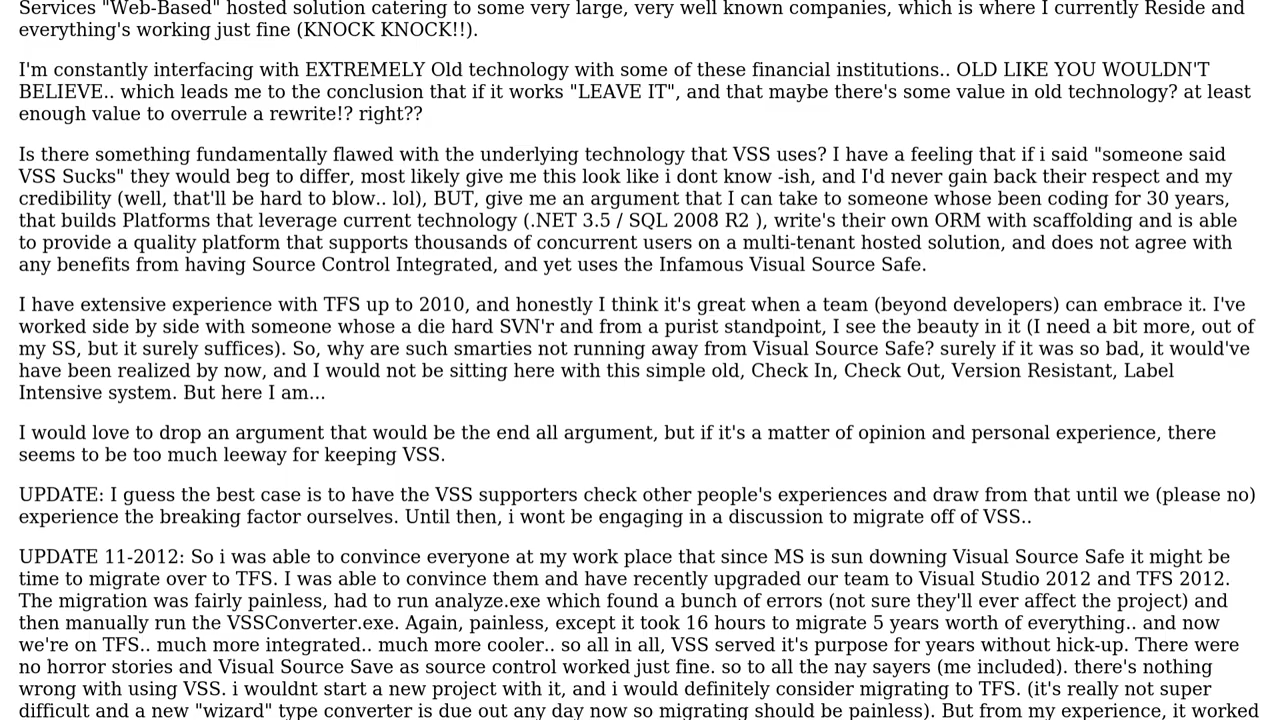 Services "Web-Based" hosted solution catering to some very large, very well known companies, which is where I currently Reside and
everything's working just fine (KNOCK KNOCK!!).
I'm constantly interfacing with EXTREMELY Old technology with some of these financial institutions.. OLD LIKE YOU WOULDN'T
BELIEVE.. which leads me to the conclusion that if it works "LEAVE IT", and that maybe there's some value in old technology? at least
enough value to overrule a rewrite!? right??
Is there something fundamentally flawed with the underlying technology that VSS uses? I have a feeling that if i said "someone said
VSS Sucks" they would beg to differ, most likely give me this look like i dont know -ish, and I'd never gain back their respect and my
credibility (well, that'll be hard to blow.. lol), BUT, give me an argument that I can take to someone whose been coding for 30 years,
that builds Platforms that leverage current technology (.NET 3.5 / SQL 2008 R2 ), write's their own ORM with scaffolding and is able
to provide a quality platform that supports thousands of concurrent users on a multi-tenant hosted solution, and does not agree with
any benefits from having Source Control Integrated, and yet uses the Infamous Visual Source Safe.
I have extensive experience with TFS up to 2010, and honestly I think it's great when a team (beyond developers) can embrace it. I've
worked side by side with someone whose a die hard SVN'r and from a purist standpoint, I see the beauty in it (I need a bit more, out of
my SS, but it surely suffices). So, why are such smarties not running away from Visual Source Safe? surely if it was so bad, it would've
have been realized by now, and I would not be sitting here with this simple old, Check In, Check Out, Version Resistant, Label
Intensive system. But here I am...
I would love to drop an argument that would be the end all argument, but if it's a matter of opinion and personal experience, there
seems to be too much leeway for keeping VSS.
UPDATE: I guess the best case is to have the VSS supporters check other people's experiences and draw from that until we (please no)
experience the breaking factor ourselves. Until then, i wont be engaging in a discussion to migrate off of VSS..
UPDATE 11-2012: So i was able to convince everyone at my work place that since MS is sun downing Visual Source Safe it might be
time to migrate over to TFS. I was able to convince them and have recently upgraded our team to Visual Studio 2012 and TFS 2012.
The migration was fairly painless, had to run analyze.exe which found a bunch of errors (not sure they'll ever affect the project) and
then manually run the VSSConverter.exe. Again, painless, except it took 16 hours to migrate 5 years worth of everything.. and now
we're on TFS.. much more integrated.. much more cooler.. so all in all, VSS served it's purpose for years without hick-up. There were
no horror stories and Visual Source Save as source control worked just fine. so to all the nay sayers (me included). there's nothing
wrong with using VSS. i wouldnt start a new project with it, and i would definitely consider migrating to TFS. (it's really not super
difficult and a new "wizard" type converter is due out any day now so migrating should be painless). But from my experience, it worked